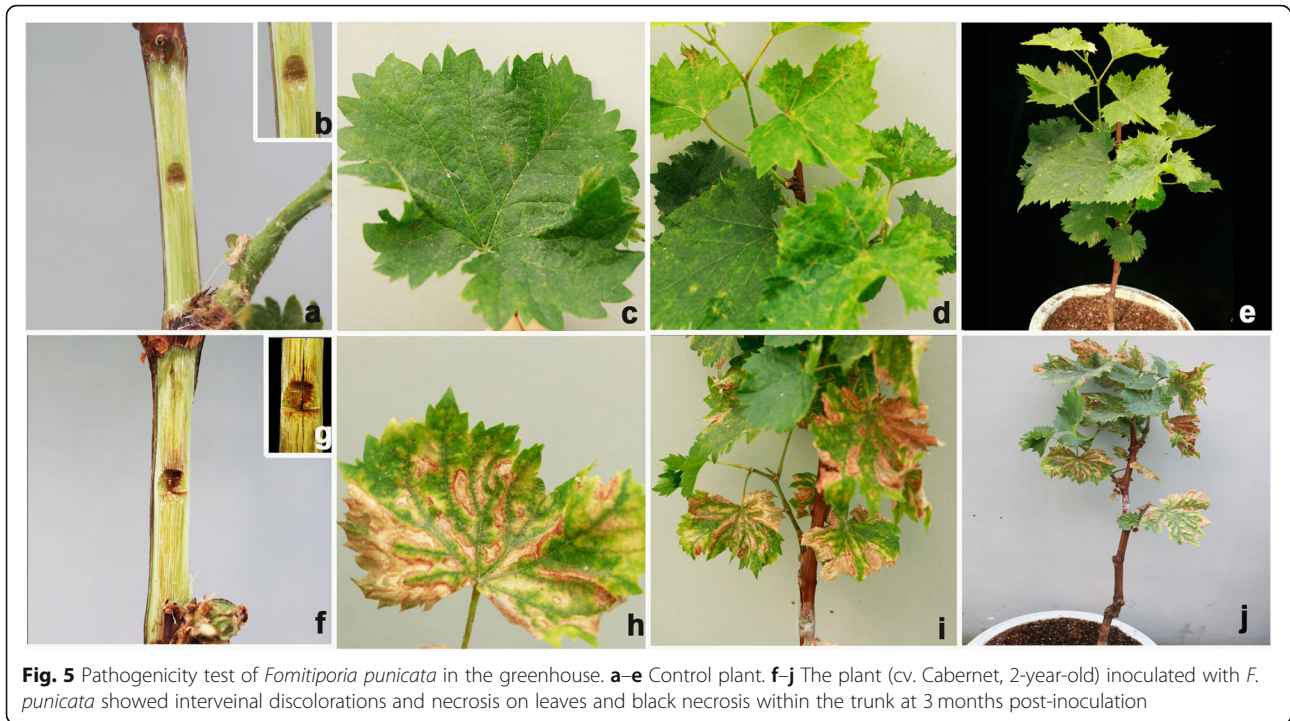 a
b
c
d
e
f
g
h
i
j
Fig. 5 Pathogenicity test of Fomitiporia punicata in the greenhouse. a–e Control plant. f–j The plant (cv. Cabernet, 2-year-old) inoculated with F.
punicata showed interveinal discolorations and necrosis on leaves and black necrosis within the trunk at 3 months post-inoculation